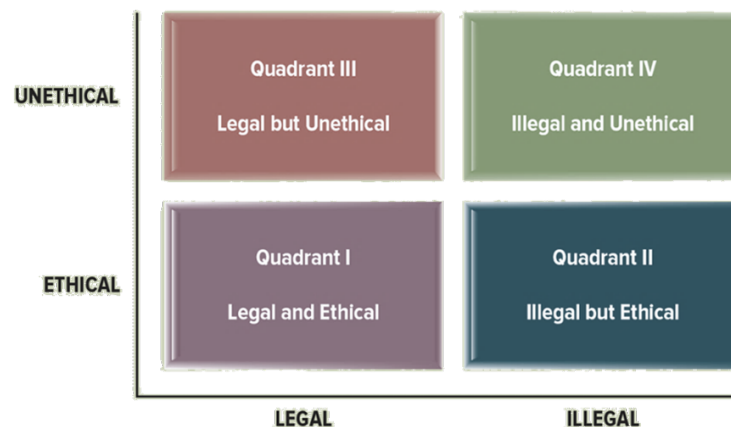 UNETHICAL
Quadrant III
Legal but Unethical
Quadrant IV
Illegal and Unethical
ETHICAL
Quadrant I
Legal and Ethical
Quadrant II
Illegal but Ethical
LEGAL
ILLEGAL